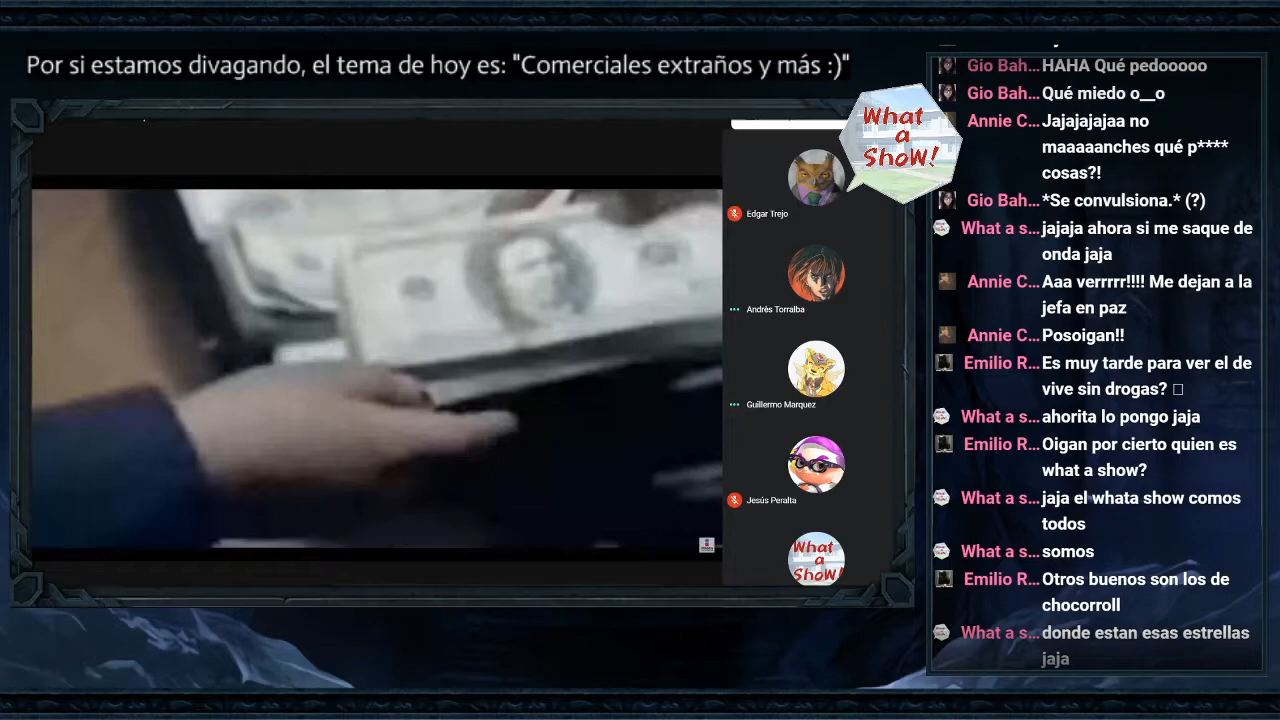 Por si estamos divagando, el tema de hoy es: "Comerciales extraños y más :)"
What
a
ShoW!
Edgar Trejo
Andrès Torralba
Guillermo Marquez
Jesús Peralta
What
a
ShoW!
Gio Bah... HAHA Qué pedooooo
Gio Bah... Qué miedo o__o
Annie C... Jajajajajaa no
maaaaanches qué p****
cosas?!
Gio Bah... *Se convulsiona.* (?)
What a s... jajaja ahora si me saque de
onda jaja
Annie C... Aaa verrrrr!!!! Me dejan a la
jefa en paz
Annie C... Posoigan!!
Emilio R... Es muy tarde para ver el de
vive sin drogas? □
What a s... ahorita lo pongo jaja
Emilio R... Oigan por cierto quien es
what a show?
What a s... jaja el whata show comos
todos
What a s... somos
Emilio R... Otros buenos son los de
chocorroll
What a s... donde estan esas estrellas
jaja